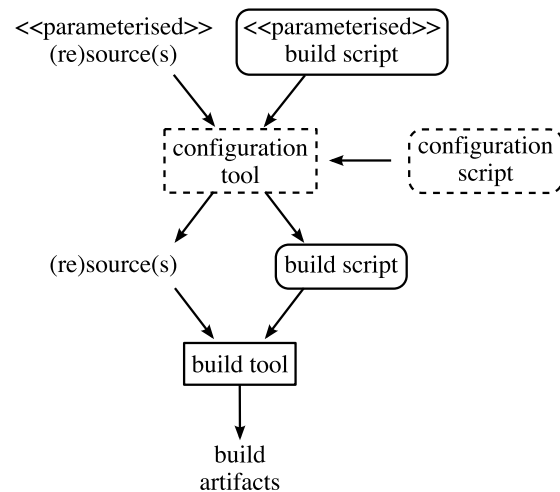 <<parameterised>>
(re)source(s)
<<parameterised>>
build script
configuration
tool
configuration
script
(re)source(s)
build script
build tool
build
artifacts